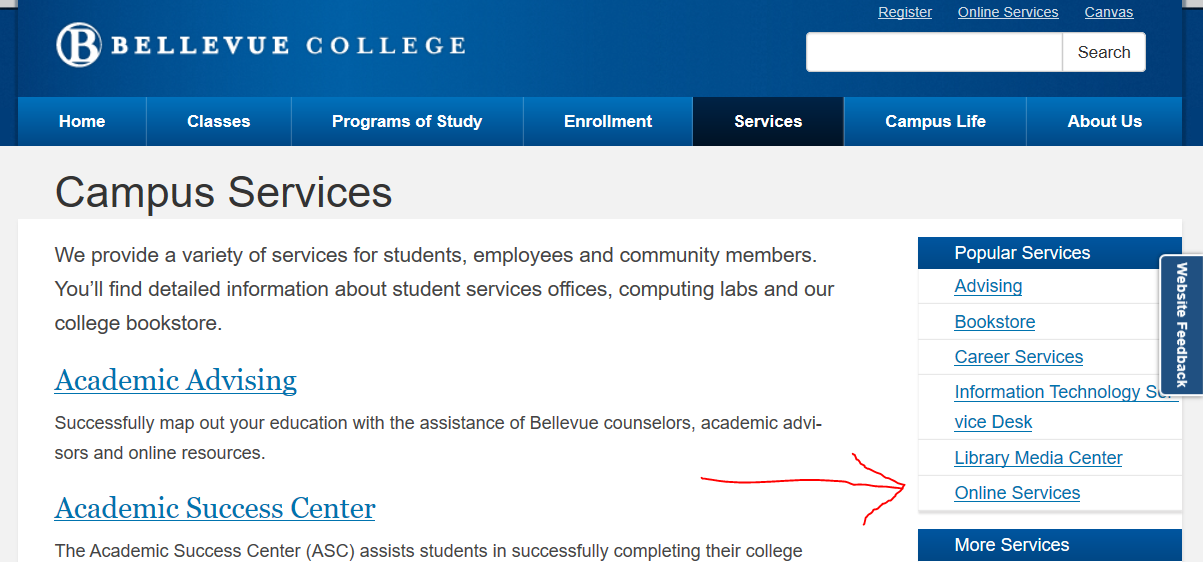 Register Online Services Canvas
B BELLEVUE COLLEGE
Search
Home Classes Programs of Study Enrollment Services Campus Life About Us
Campus Services
We provide a variety of services for students, employees and community members.
You’ll find detailed information about student services offices, computing labs and our
college bookstore.
Academic Advising
Successfully map out your education with the assistance of Bellevue counselors, academic advi-
sors and online resources.
Academic Success Center
The Academic Success Center (ASC) assists students in successfully completing their college
Popular Services
Advising
Bookstore
Career Services
Information Technology Ser-
vice Desk
Library Media Center
Online Services
More Services
Website Feedback